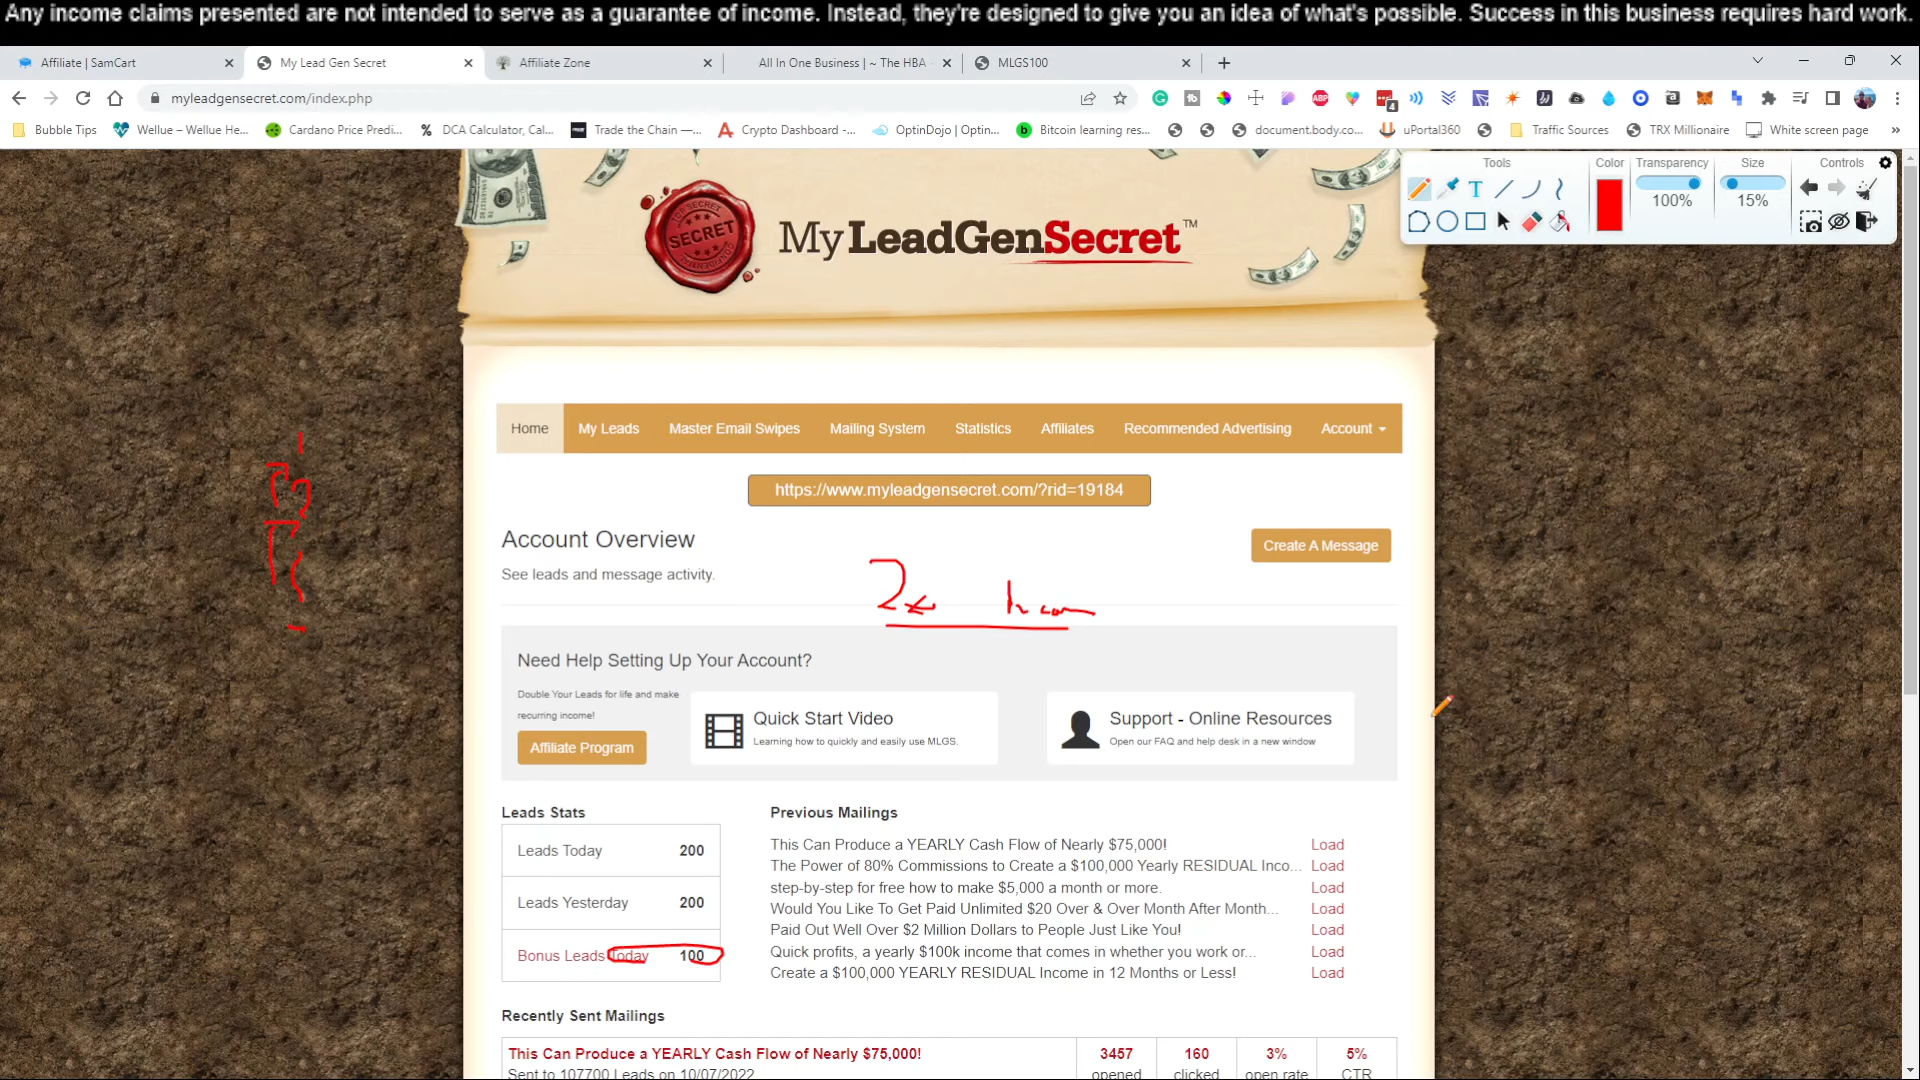 Any income claims presented are not intended to serve as a guarantee of income. Instead, they're designed to give you an idea of what's possible. Success in this business requires hard work.
Affiliate | SamCart
My Lead Gen Secret
Affiliate Zone
All In One Business | ~ The HBA
MLGS100
myleadgensecret.com/index.php
Bubble Tips
Wellue – Wellue He...
Cardano Price Predi...
DCA Calculator, Cal...
Trade the Chain —...
Crypto Dashboard -...
OptinDojo | Optin...
Bitcoin learning res...
document.body.co...
uPortal360
Traffic Sources
TRX Millionaire
White screen page
Tools
Color
Transparency
Size
Controls
100%
15%
SECRET
MyLeadGenSecret™
Home
My Leads
Master Email Swipes
Mailing System
Statistics
Affiliates
Recommended Advertising
Account
https://www.myleadgensecret.com/?rid=19184
Account Overview
Create A Message
See leads and message activity.
Need Help Setting Up Your Account?
Double Your Leads for life and make
recurring income!
Affiliate Program
Quick Start Video
Learning how to quickly and easily use MLGS.
Support - Online Resources
Open our FAQ and help desk in a new window
Leads Stats
Leads Today 200
Leads Yesterday 200
Bonus Leads Today 100
Previous Mailings
This Can Produce a YEARLY Cash Flow of Nearly $75,000! Load
The Power of 80% Commissions to Create a $100,000 Yearly RESIDUAL Inco... Load
step-by-step for free how to make $5,000 a month or more. Load
Would You Like To Get Paid Unlimited $20 Over & Over Month After Month... Load
Paid Out Well Over $2 Million Dollars to People Just Like You! Load
Quick profits, a yearly $100k income that comes in whether you work or... Load
Create a $100,000 YEARLY RESIDUAL Income in 12 Months or Less! Load
Recently Sent Mailings
This Can Produce a YEARLY Cash Flow of Nearly $75,000! 3457 160 3% 5%
Sent to 107700 Leads on 10/07/2022 opened clicked open rate CTR